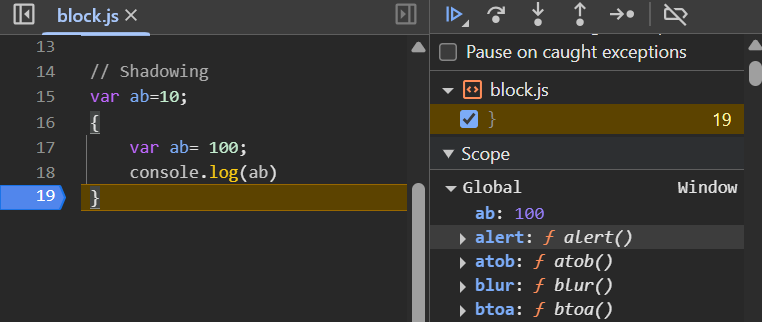 block.js ×
13
14 // Shadowing
15 var ab=10;
16 {
17 var ab= 100;
18 console.log(ab)
19 }
Pause on caught exceptions
block.js
} 19
Scope
Global Window
ab: 100
alert: ƒ alert()
atob: ƒ atob()
blur: ƒ blur()
btoa: ƒ btoa()